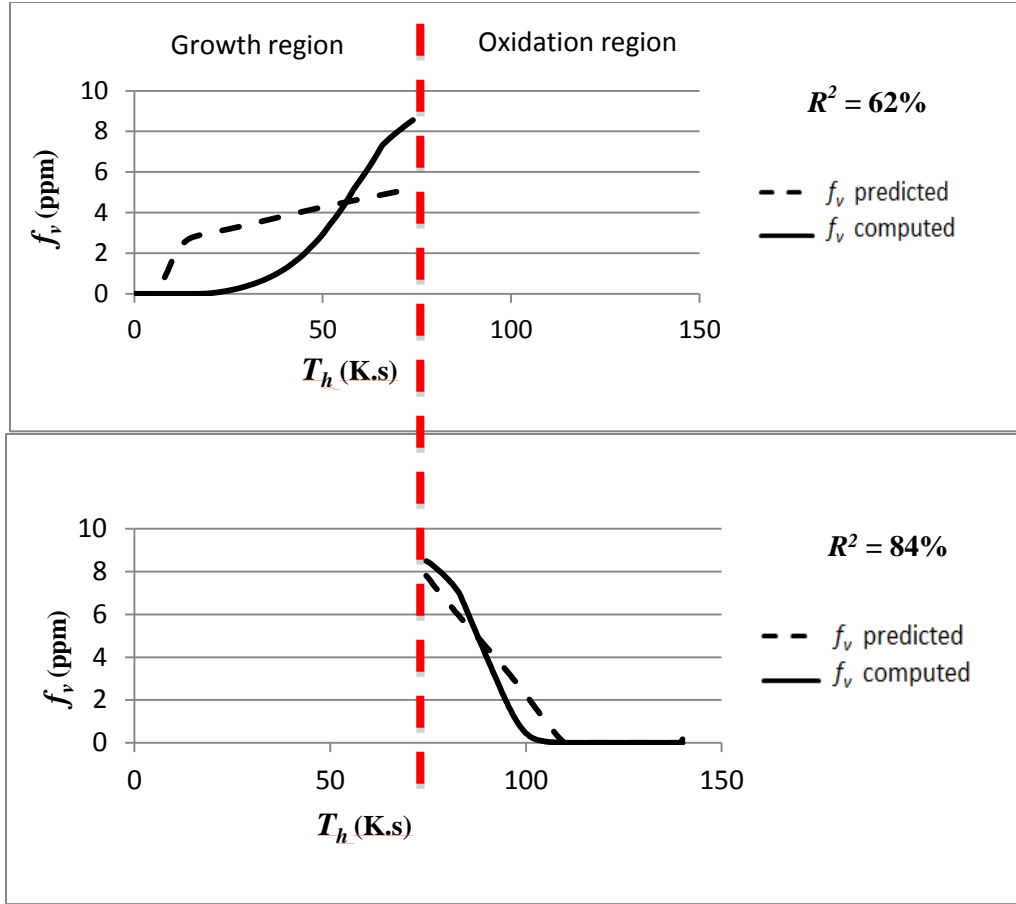 Growth region
Oxidation region
R² = 62%
10
8
6
4
2
0
f_v (ppm)
f_v predicted
f_v computed
0 50 100 150
T_h (K.s)
R² = 84%
10
8
6
4
2
0
f_v (ppm)
f_v predicted
f_v computed
0 50 100 150
T_h (K.s)